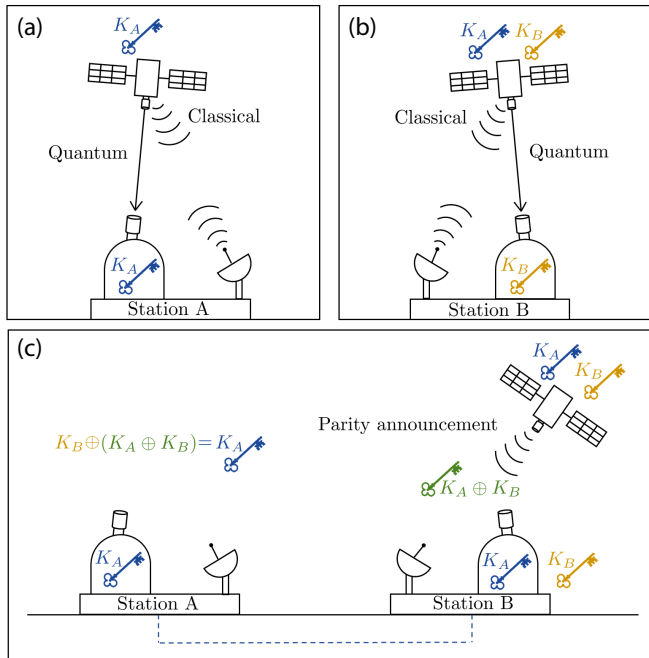 (a)
K_A
Classical
Quantum
K_A
Station A
(b)
K_A
K_B
Classical
Quantum
K_B
Station B
(c)
K_A
K_B
Parity announcement
K_B⊕(K_A ⊕ K_B)=K_A
K_A ⊕ K_B
K_A
K_A
K_B
Station A
Station B